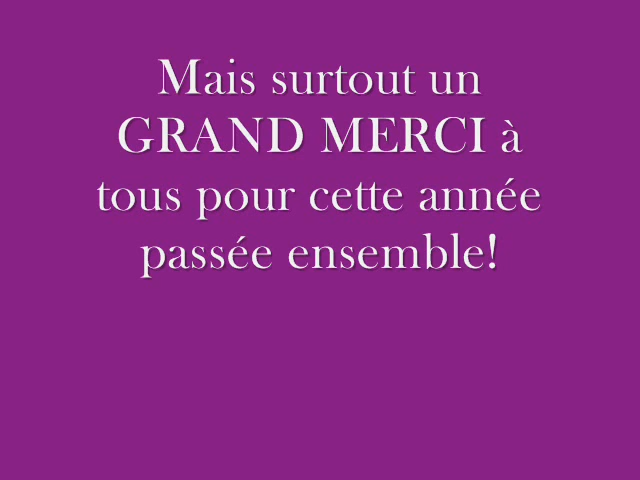 Mais surtout un
GRAND MERCI à
tous pour cette année
passée ensemble!